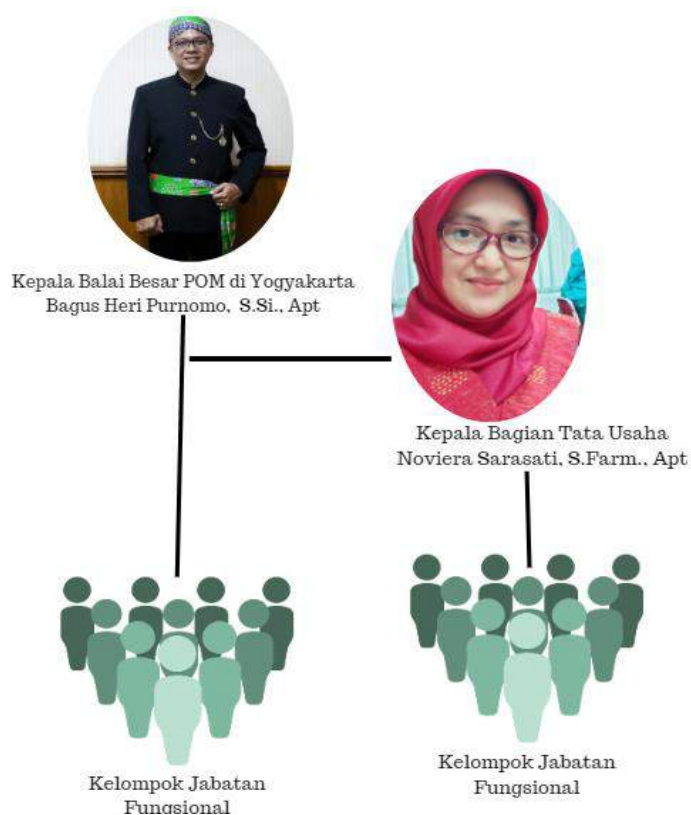 Kepala Balai Besar POM di Yogyakarta
Bagus Heri Purnomo, S.Si., Apt
Kepala Bagian Tata Usaha
Noviera Sarasati, S.Farm., Apt
Kelompok Jabatan
Fungsional
Kelompok Jabatan
Fungsional